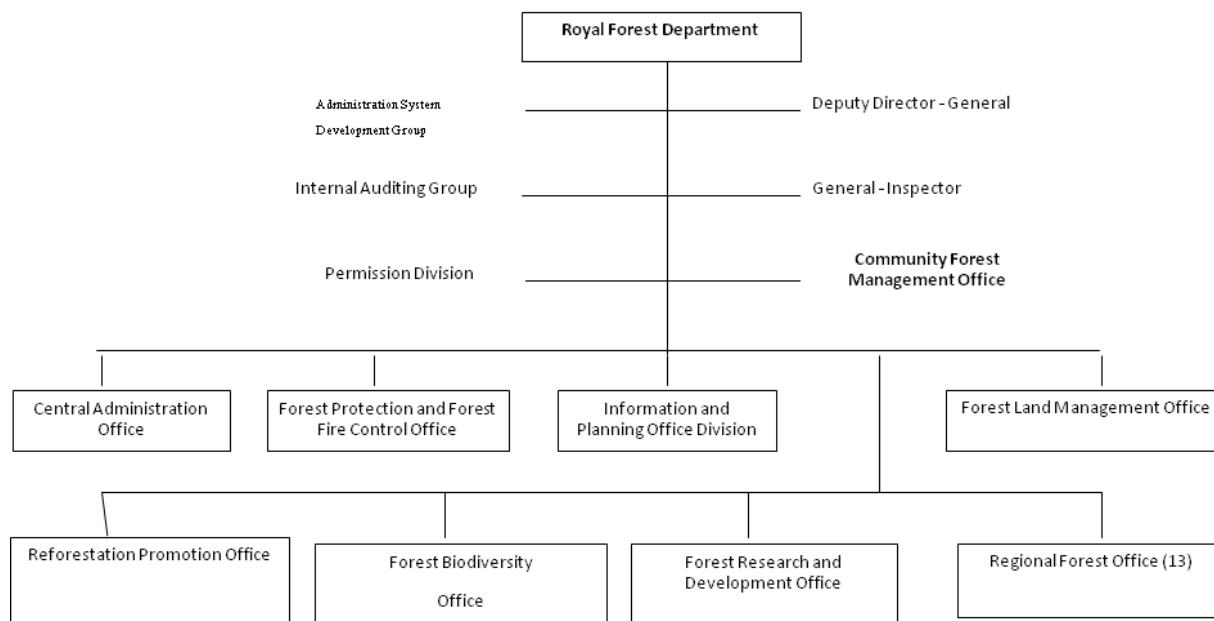 Royal Forest Department
Administration System
Development Group
Deputy Director - General
Internal Auditing Group
General - Inspector
Permission Division
Community Forest
Management Office
Central Administration
Office
Forest Protection and Forest
Fire Control Office
Information and
Planning Office Division
Forest Land Management Office
Reforestation Promotion Office
Forest Biodiversity
Office
Forest Research and
Development Office
Regional Forest Office (13)